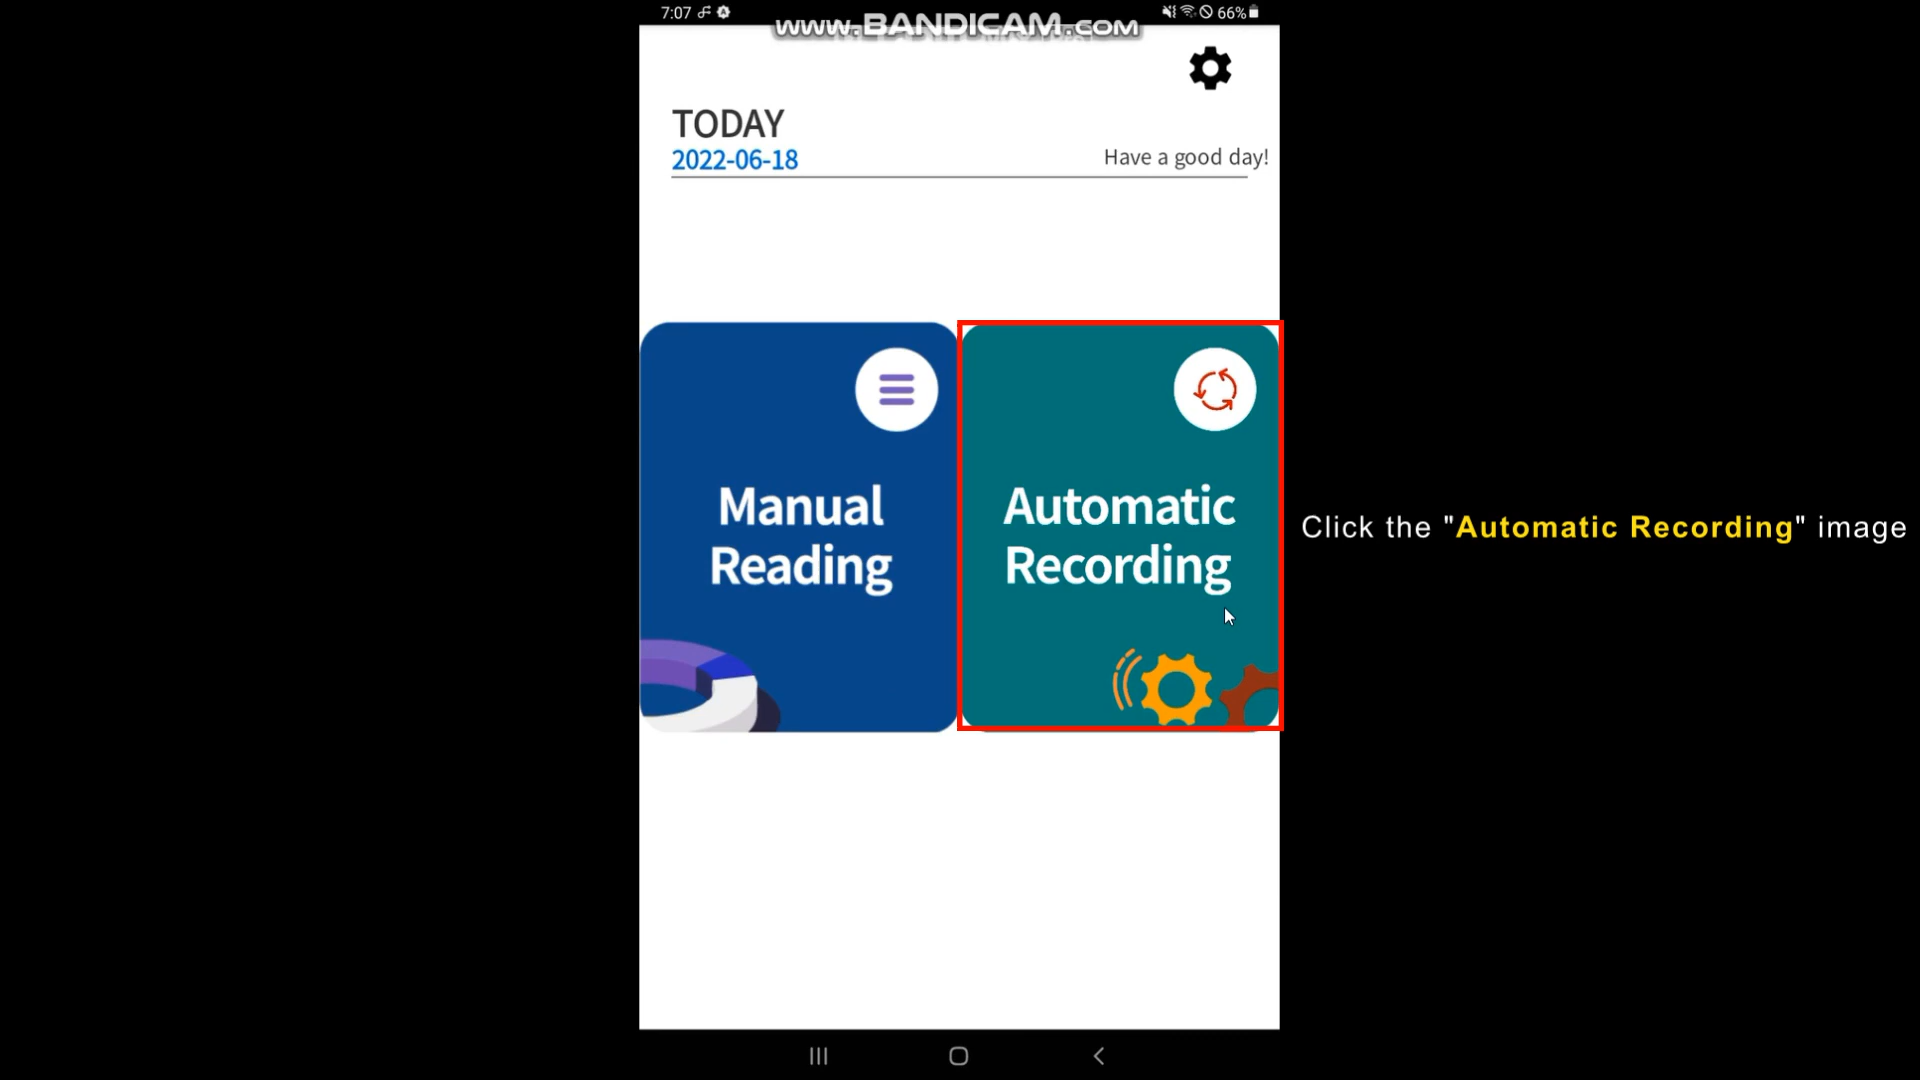 7:07
66%
www.BANDICAM.com
TODAY
2022-06-18
Have a good day!
Manual
Reading
Automatic
Recording
Click the "Automatic Recording" image